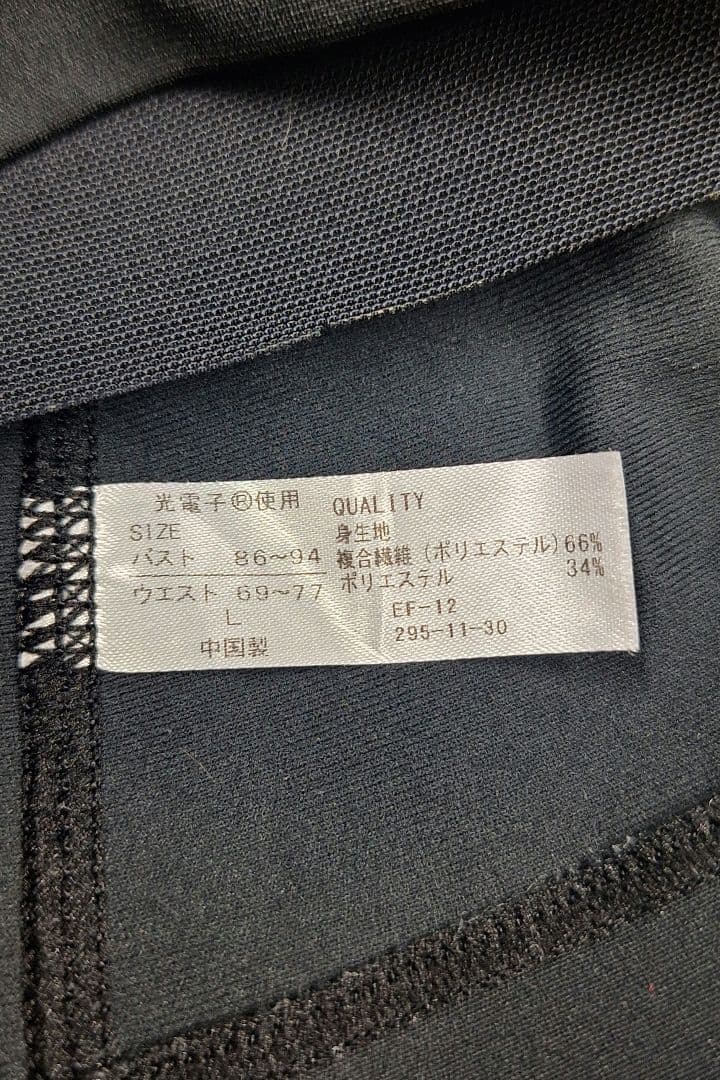 光電子Ⓡ使用
SIZE
バスト 86～94
ウエスト 69～77
L
中国製
QUALITY
身生地
複合繊維(ポリエステル)66%
ポリエステル 34%
EF-12
295-11-30